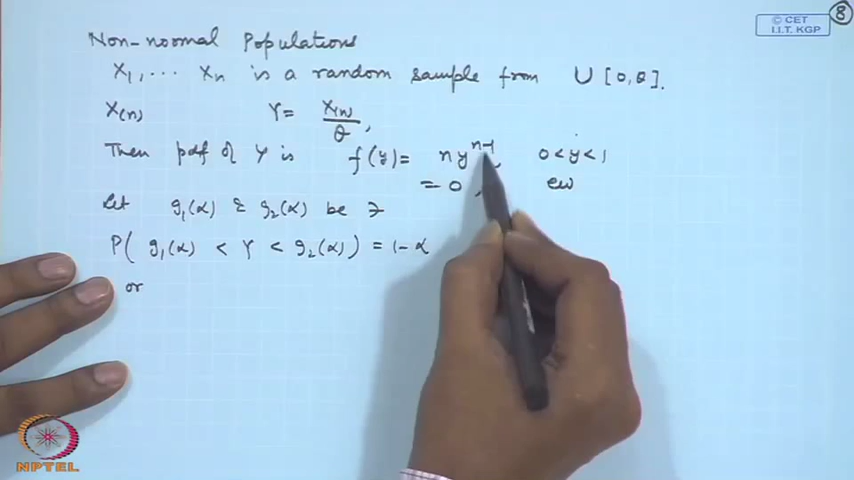 © CET
I.I.T. KGP
8
Non-normal Populations
X₁, ... Xₙ is a random sample from U [0, θ].
X₍ₙ₎ Y = X₍ₙ₎/θ,
Then pdf of Y is f(y) = n yⁿ⁻¹, 0 < y < 1
= 0, ew
Let g₁(α) & g₂(α) be ∋
P( g₁(α) < Y < g₂(α) ) = 1-α
or
NPTEL